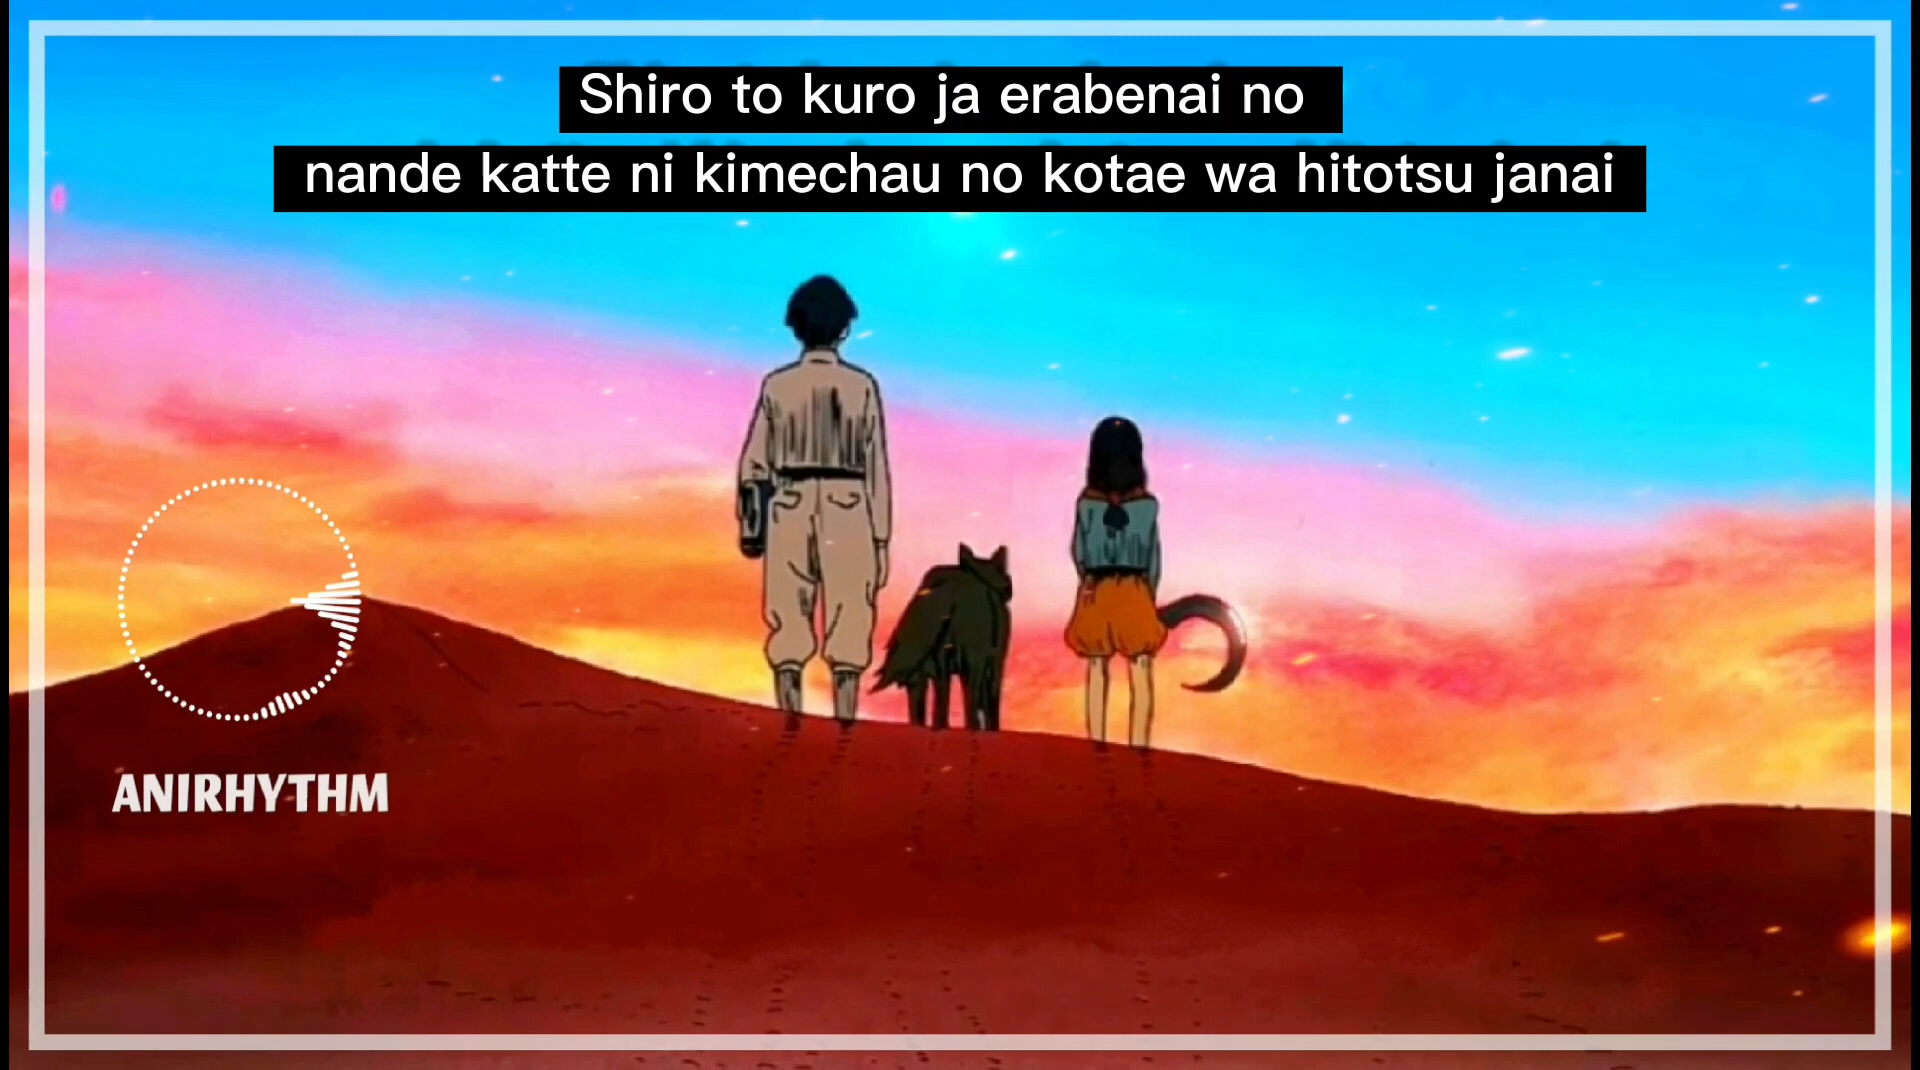 Shiro to kuro ja erabenai no
nande katte ni kimechau no kotae wa hitotsu janai
ANIRHYTHM